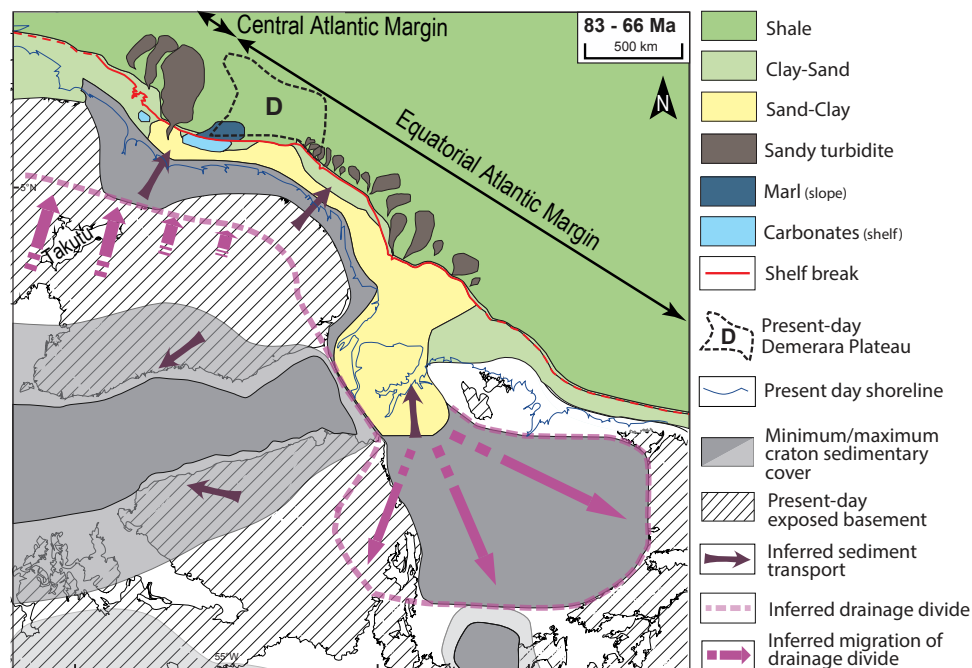 Central Atlantic Margin
83 - 66 Ma
500 km
D
N
Equatorial Atlantic Margin
5°N
Takutu
55°W
Shale
Clay-Sand
Sand-Clay
Sandy turbidite
Marl (slope)
Carbonates (shelf)
Shelf break
D
Present-day
Demerara Plateau
Present day shoreline
Minimum/maximum
craton sedimentary
cover
Present-day
exposed basement
Inferred sediment
transport
Inferred drainage divide
Inferred migration of
drainage divide